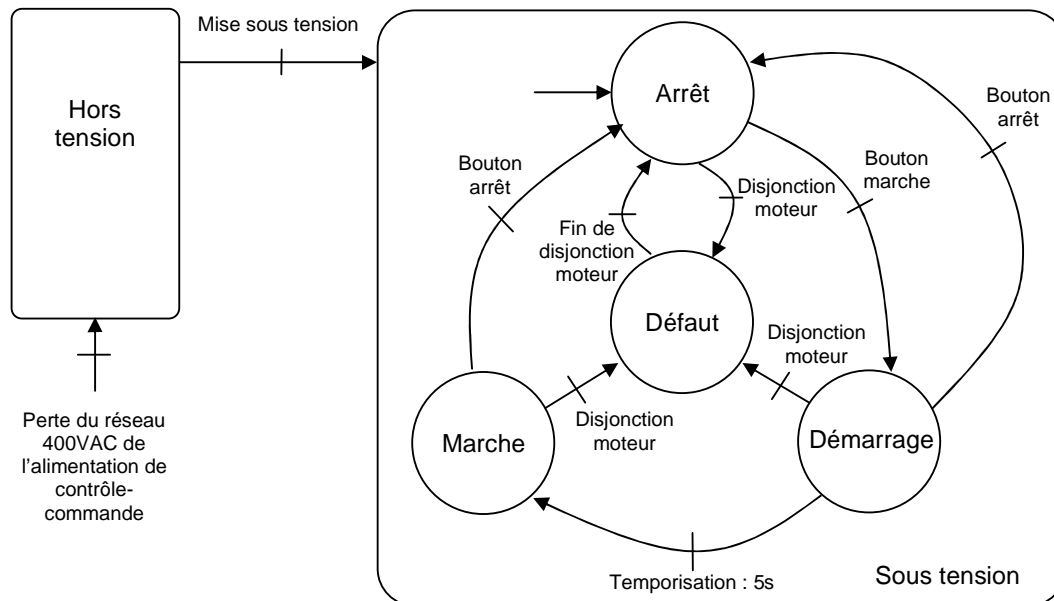 Mise sous tension
Hors
tension
Perte du réseau
400VAC de
l'alimentation de
contrôle-
commande
Arrêt
Bouton
arrêt
Bouton
arrêt
Bouton
marche
Disjonction
moteur
Fin de
disjonction
moteur
Défaut
Disjonction
moteur
Disjonction
moteur
Marche
Démarrage
Temporisation : 5s
Sous tension